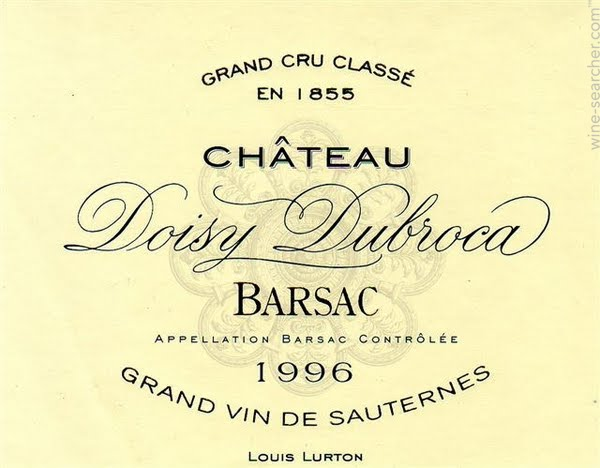 GRAND CRU CLASSÉ
EN 1855
CHÂTEAU
Doisy Dubroca
BARSAC
APPELLATION BARSAC CONTRÔLÉE
1996
GRAND VIN DE SAUTERNES
LOUIS LURTON
wine-searcher.com